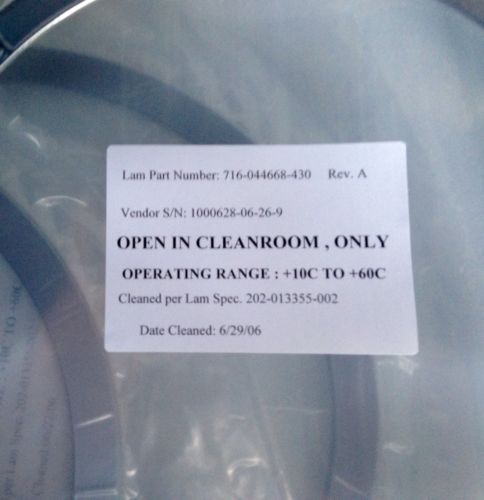 Lam Part Number: 716-044668-430 Rev. A
Vendor S/N: 1000628-06-26-9
OPEN IN CLEANROOM , ONLY
OPERATING RANGE : +10C TO +60C
Cleaned per Lam Spec. 202-013355-002
Date Cleaned: 6/29/06